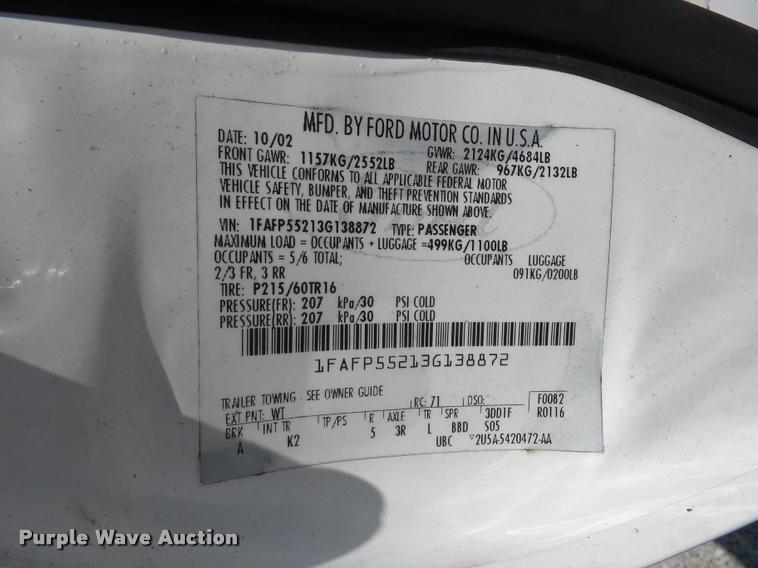 MFD. BY FORD MOTOR CO. IN U.S.A.
DATE: 10/02 GVWR: 2124KG/4684LB
FRONT GAWR: 1157KG/2552LB REAR GAWR: 967KG/2132LB
THIS VEHICLE CONFORMS TO ALL APPLICABLE FEDERAL MOTOR
VEHICLE SAFETY, BUMPER, AND THEFT PREVENTION STANDARDS
IN EFFECT ON THE DATE OF MANUFACTURE SHOWN ABOVE.
VIN: 1FAFP55213G138872 TYPE: PASSENGER
MAXIMUM LOAD = OCCUPANTS + LUGGAGE =499KG/1100LB
OCCUPANTS = 5/6 TOTAL; OCCUPANTS LUGGAGE
2/3 FR, 3 RR 091KG/0200LB
TIRE: P215/60TR16
PRESSURE(FR): 207 kPa/30 PSI COLD
PRESSURE(RR): 207 kPa/30 PSI COLD
1FAFP55213G138872
TRAILER TOWING - SEE OWNER GUIDE
EXT PNT: WT RC: 71 DSO: F0082
BRK INT TR TP/PS R AXLE TR SPR 3DD1F R0116
A K2 5 3R L BBD S05
UBC 2U5A-5420472-AA
Purple Wave Auction